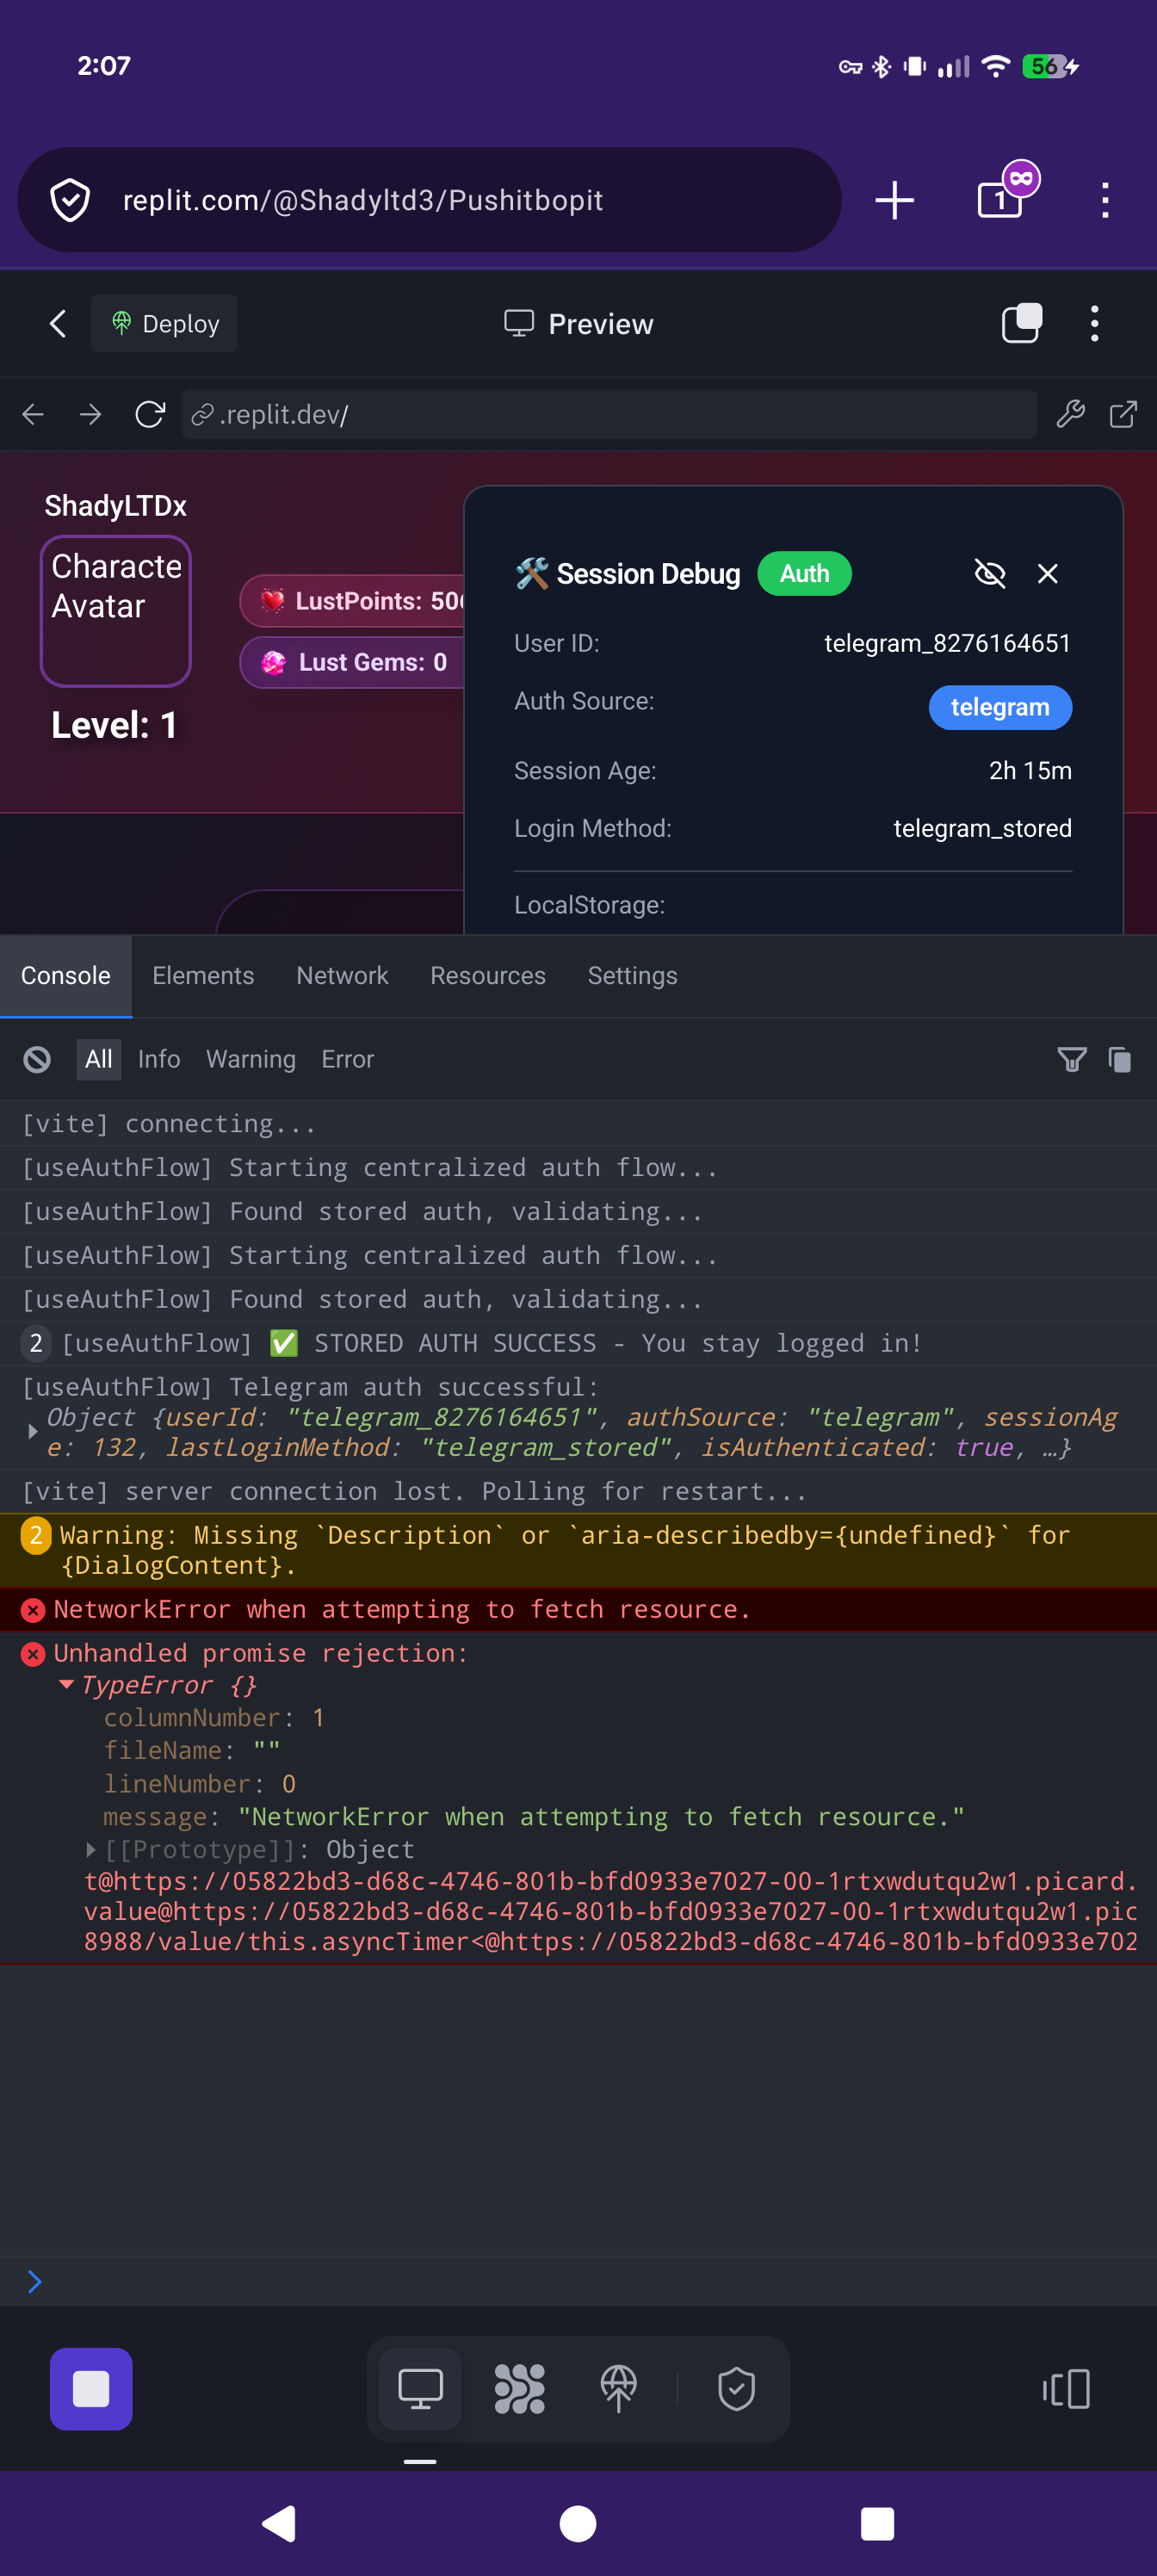 2:07
56
replit.com/@Shadyltd3/Pushitbopit
1
Deploy
Preview
.replit.dev/
ShadyLTDx
Characte
Avatar
LustPoints: 50
Lust Gems: 0
Level: 1
🛠️ Session Debug Auth
User ID: telegram_8276164651
Auth Source: telegram
Session Age: 2h 15m
Login Method: telegram_stored
LocalStorage:
Console Elements Network Resources Settings
All Info Warning Error
[vite] connecting...
[useAuthFlow] Starting centralized auth flow...
[useAuthFlow] Found stored auth, validating...
[useAuthFlow] Starting centralized auth flow...
[useAuthFlow] Found stored auth, validating...
2 [useAuthFlow] ✅ STORED AUTH SUCCESS - You stay logged in!
[useAuthFlow] Telegram auth successful:
Object {userId: "telegram_8276164651", authSource: "telegram", sessionAg
e: 132, lastLoginMethod: "telegram_stored", isAuthenticated: true, …}
[vite] server connection lost. Polling for restart...
2 Warning: Missing `Description` or `aria-describedby={undefined}` for
{DialogContent}.
NetworkError when attempting to fetch resource.
Unhandled promise rejection:
TypeError {}
columnNumber: 1
fileName: ""
lineNumber: 0
message: "NetworkError when attempting to fetch resource."
[[Prototype]]: Object
t@https://05822bd3-d68c-4746-801b-bfd0933e7027-00-1rtxwdutqu2w1.picard.
value@https://05822bd3-d68c-4746-801b-bfd0933e7027-00-1rtxwdutqu2w1.pic
8988/value/this.asyncTimer<@https://05822bd3-d68c-4746-801b-bfd0933e702